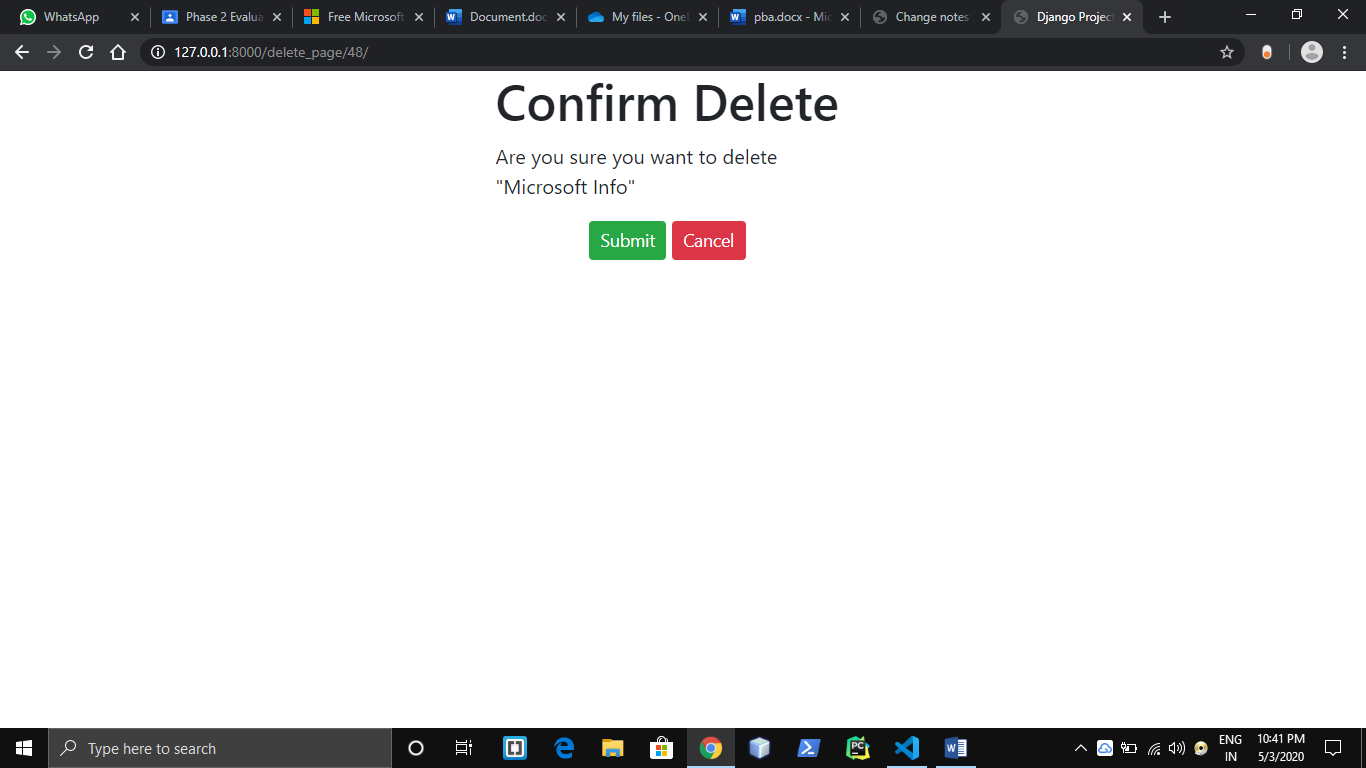 WhatsApp
Phase 2 Evalua
Free Microsoft
Document.doc
My files - OneD
pba.docx - Mic
Change notes
Django Project
127.0.0.1:8000/delete_page/48/
Confirm Delete
Are you sure you want to delete
"Microsoft Info"
Submit Cancel
Type here to search
ENG
IN
10:41 PM
5/3/2020